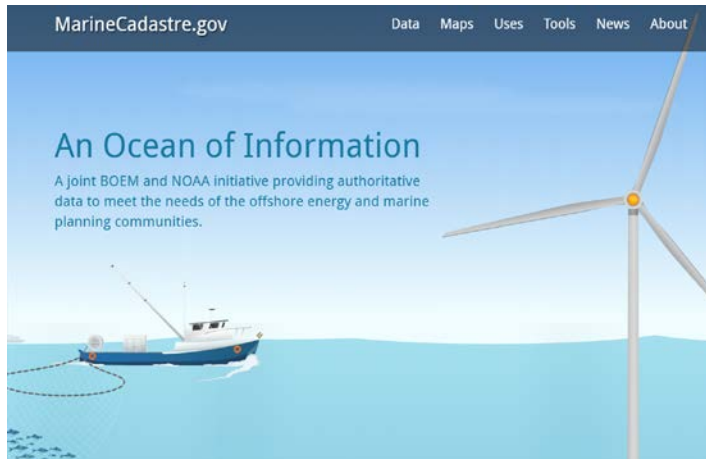 MarineCadastre.gov
Data Maps Uses Tools News About
An Ocean of Information
A joint BOEM and NOAA initiative providing authoritative
data to meet the needs of the offshore energy and marine
planning communities.